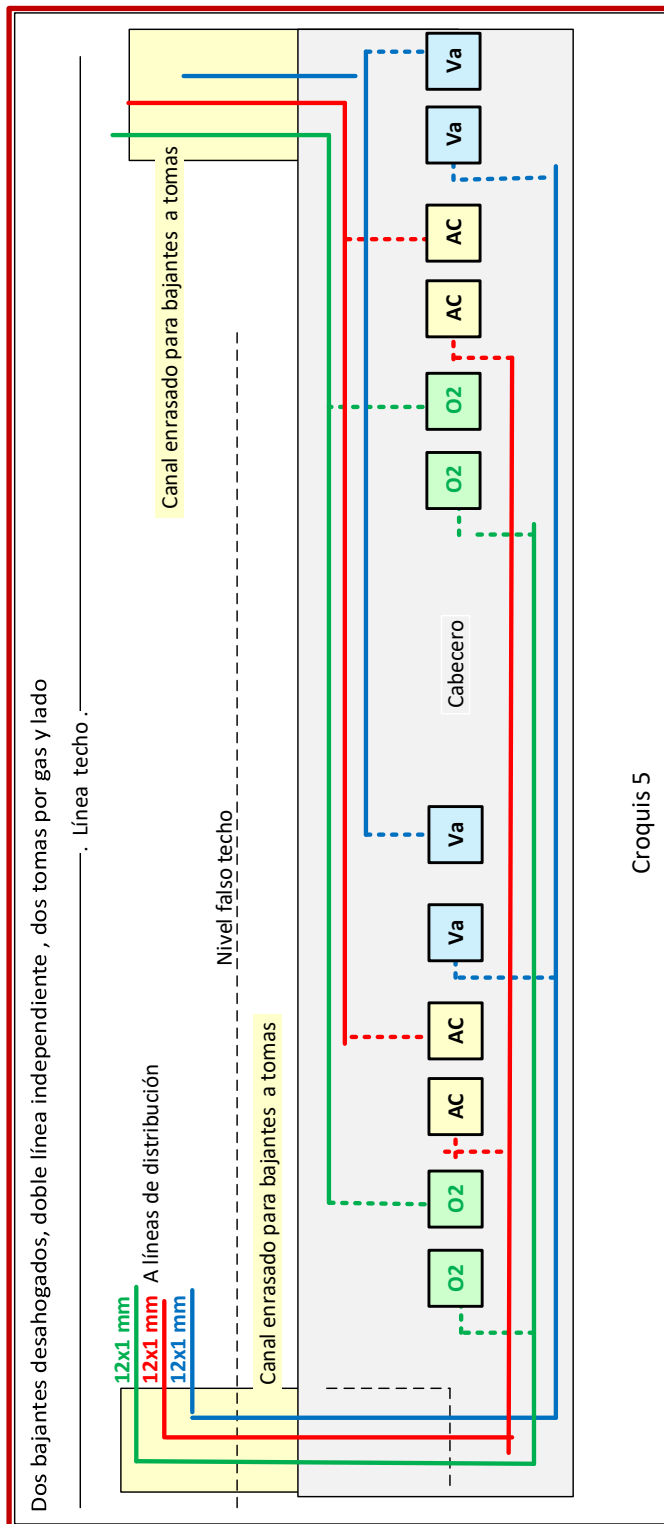 Dos bajantes desahogados, doble línea independiente , dos tomas por gas y lado
. Línea techo .
12x1 mm
12x1 mm
12x1 mm
A líneas de distribución
Nivel falso techo
Canal enrasado para bajantes a tomas
Canal enrasado para bajantes a tomas
O2
O2
AC
AC
Va
Va
Cabecero
O2
O2
AC
AC
Va
Va
Croquis 5